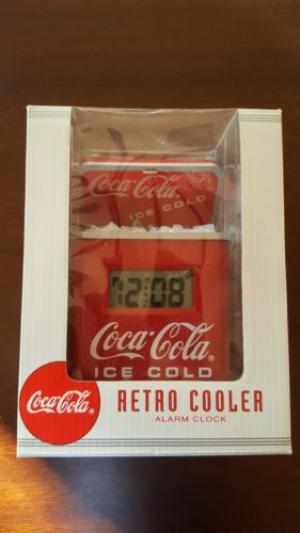 Coca-Cola
ICE COLD
12:08
Coca-Cola
ICE COLD
Coca-Cola
RETRO COOLER
ALARM CLOCK